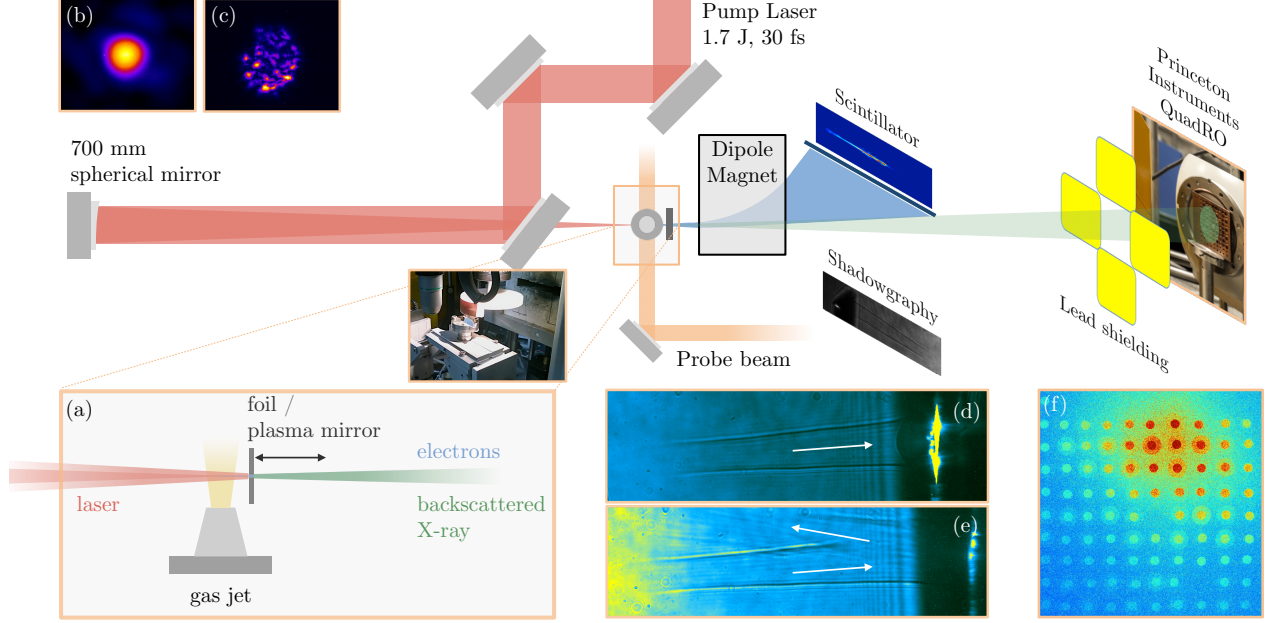 (b)
(c)
Pump Laser
1.7 J, 30 fs
Princeton
Instruments
QuadRO
Scintillator
Dipole
Magnet
700 mm
spherical mirror
Shadowgraphy
Lead shielding
Probe beam
(a)
foil /
plasma mirror
electrons
laser
backscattered
X-ray
gas jet
(d)
(e)
(f)